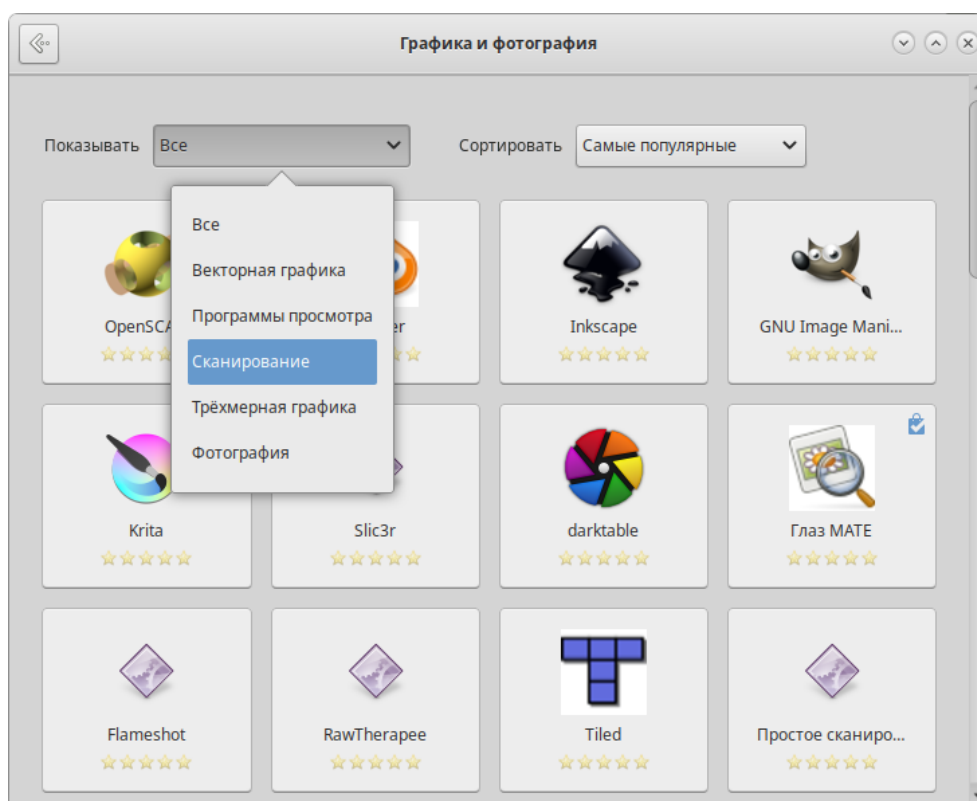 Графика и фотография
Показывать Все Сортировать Самые популярные
Все
Векторная графика
Программы просмотра
Сканирование
Трёхмерная графика
Фотография
Inkscape GNU Image Mani...
Krita Slic3r darktable Глаз MATE
Flameshot RawTherapee Tiled Простое сканиро...